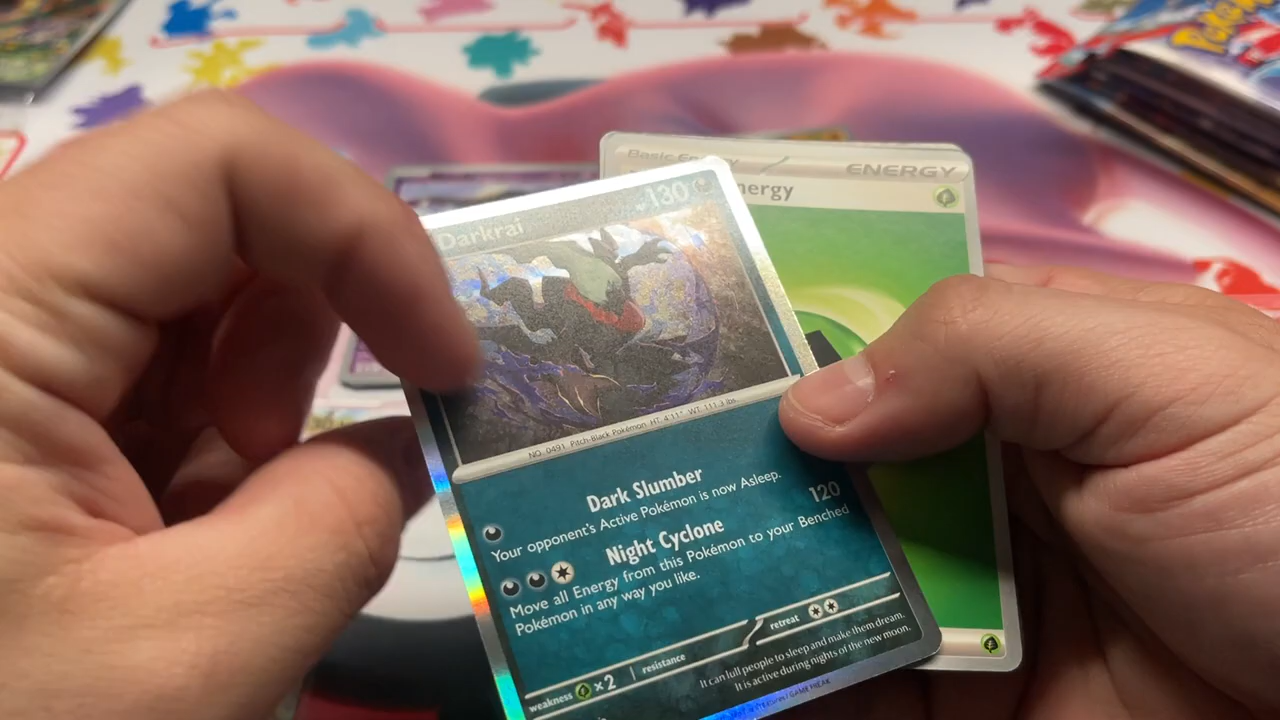 Pokémon
Basic Energy
ENERGY
nergy
Darkrai
130
NO. 0491 Pitch-Black Pokémon HT: 4'11" WT: 111.3 lbs.
Dark Slumber
Your opponent's Active Pokémon is now Asleep.
Night Cyclone 120
Move all Energy from this Pokémon to your Benched
Pokémon in any way you like.
weakness ×2 resistance retreat
It can lull people to sleep and make them dream.
It is active during nights of the new moon.